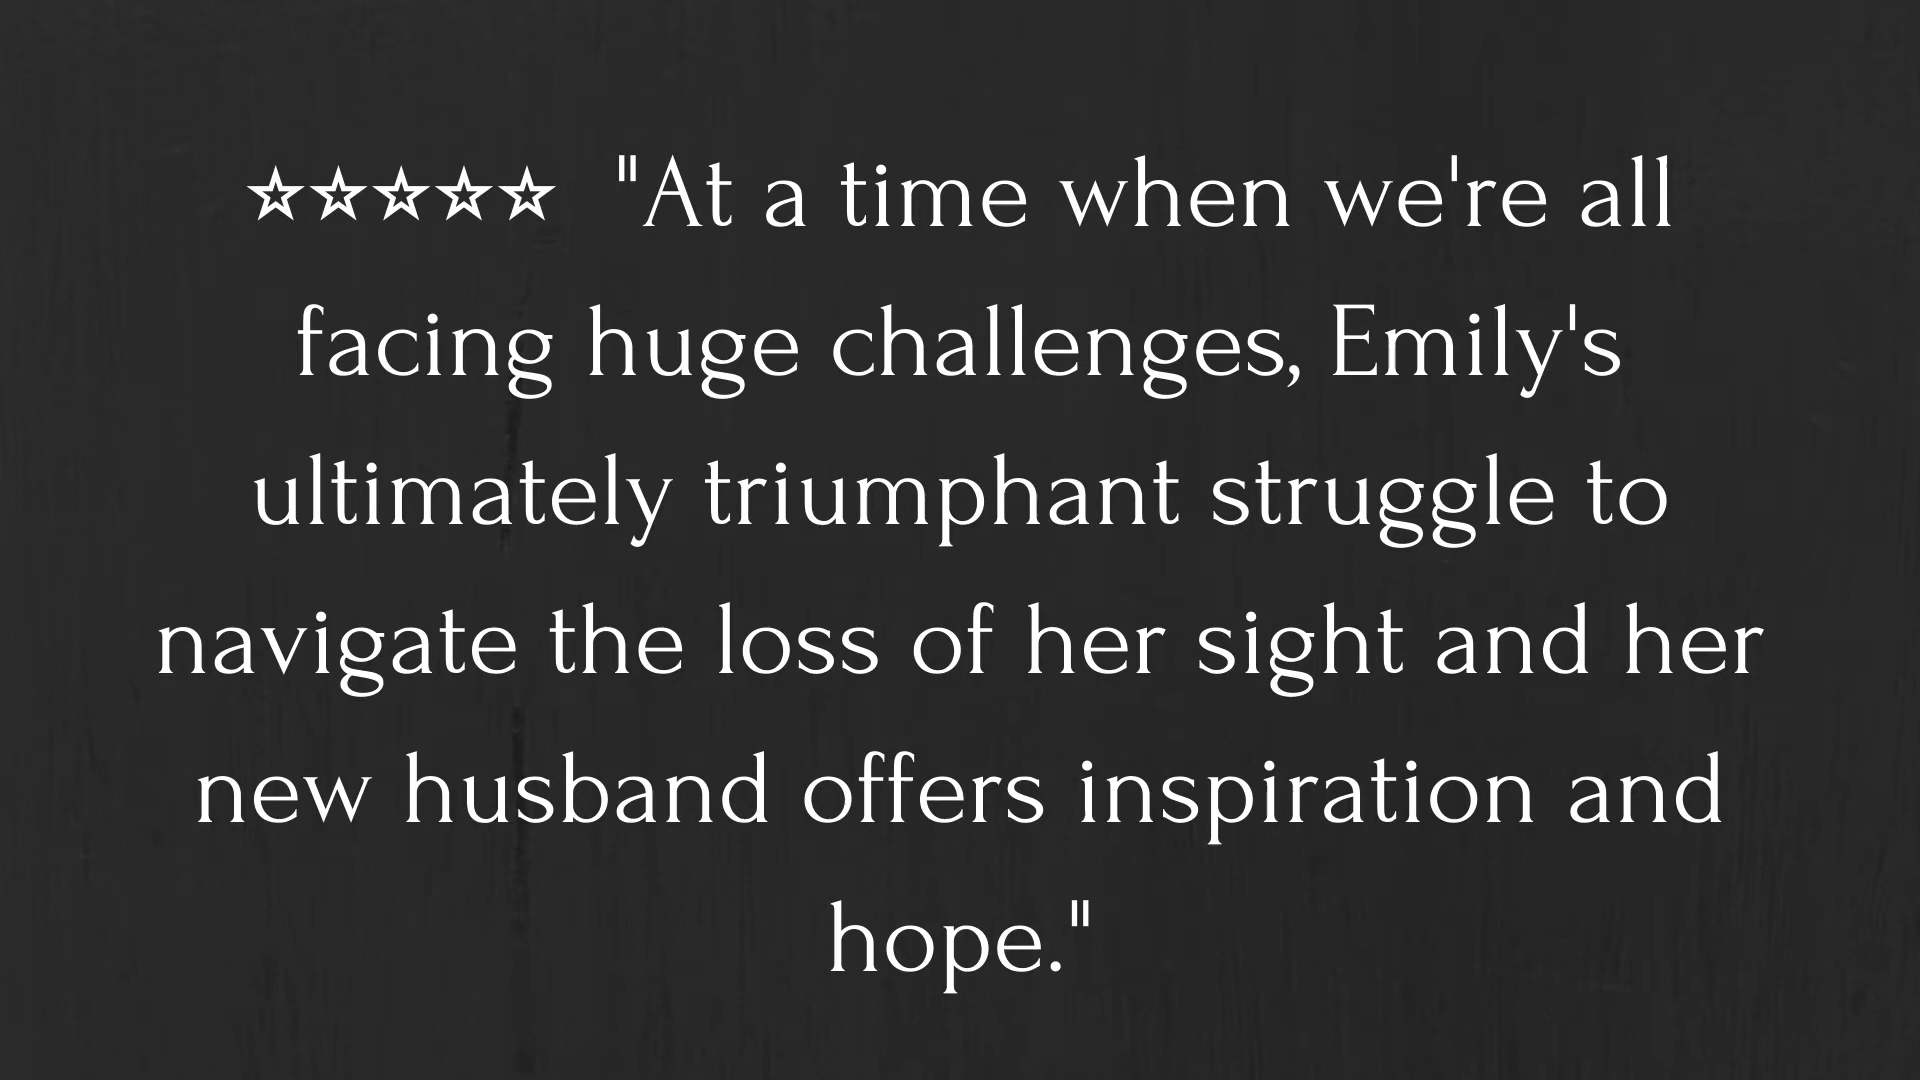 ☆☆☆☆☆ "At a time when we're all
facing huge challenges, Emily's
ultimately triumphant struggle to
navigate the loss of her sight and her
new husband offers inspiration and
hope."